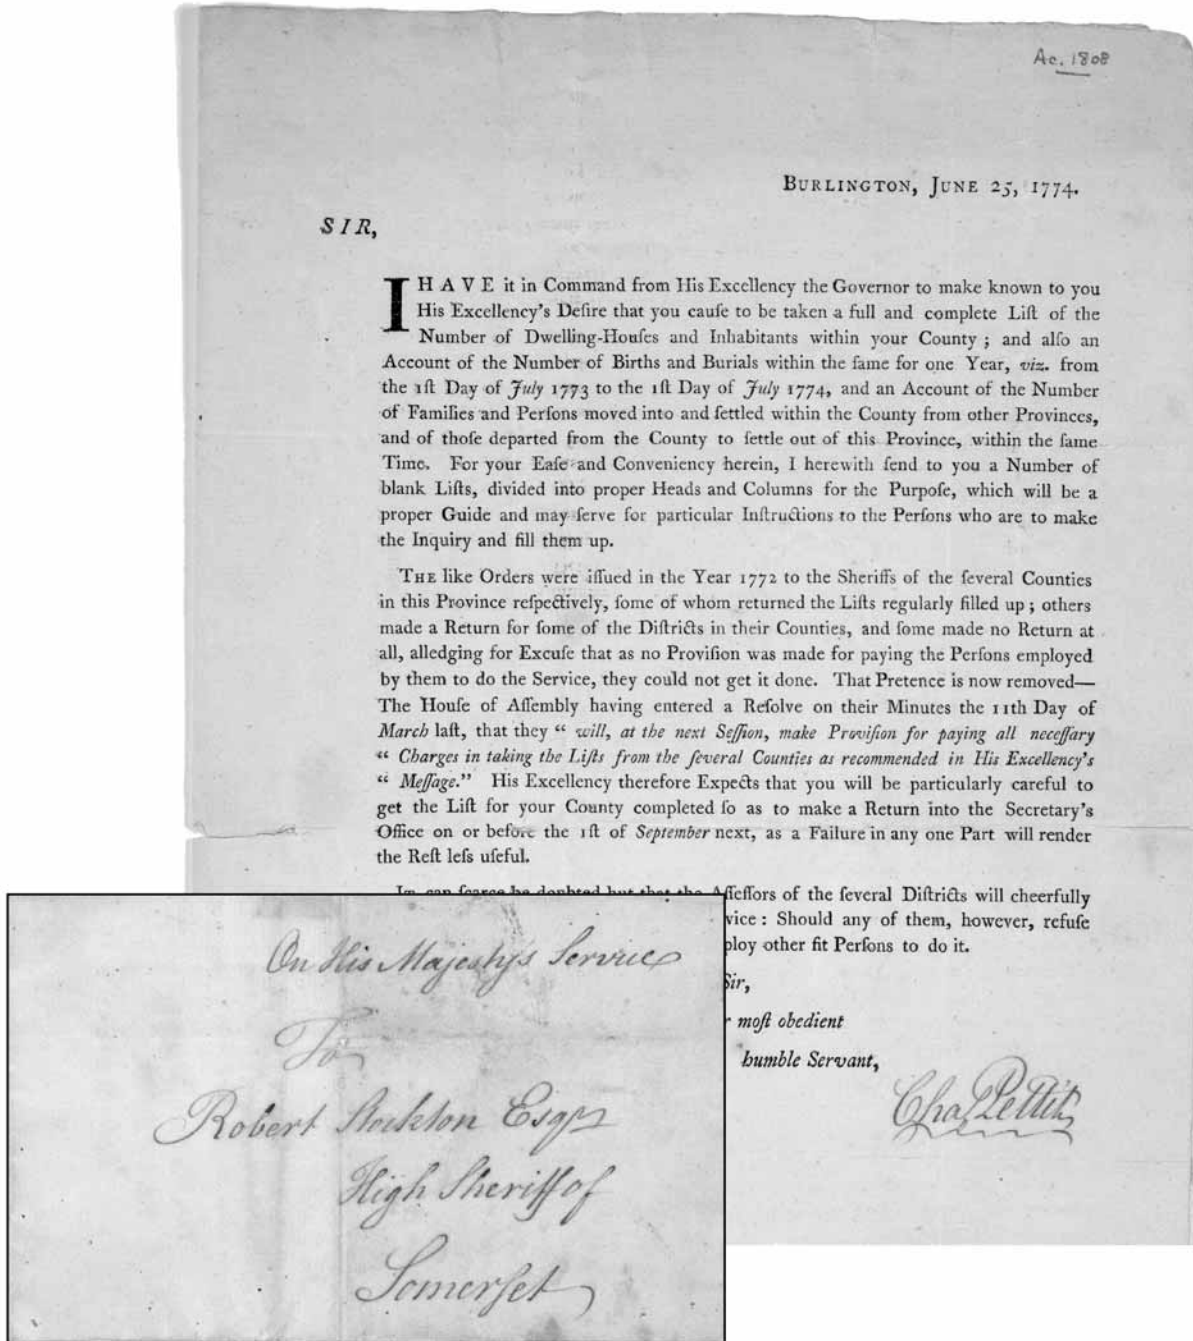 Ac. 1808
BURLINGTON, JUNE 25, 1774.
SIR,
I HAVE it in Command from His Excellency the Governor to make known to you
His Excellency's Deſire that you cauſe to be taken a full and complete Liſt of the
Number of Dwelling-Houſes and Inhabitants within your County ; and alſo an
Account of the Number of Births and Burials within the ſame for one Year, viz. from
the 1ſt Day of July 1773 to the 1ſt Day of July 1774, and an Account of the Number
of Families and Perſons moved into and ſettled within the County from other Provinces,
and of thoſe departed from the County to ſettle out of this Province, within the ſame
Time. For your Eaſe and Conveniency herein, I herewith ſend to you a Number of
blank Liſts, divided into proper Heads and Columns for the Purpoſe, which will be a
proper Guide and may ſerve for particular Inſtructions to the Perſons who are to make
the Inquiry and fill them up.
THE like Orders were iſſued in the Year 1772 to the Sheriffs of the ſeveral Counties
in this Province reſpectively, ſome of whom returned the Liſts regularly filled up ; others
made a Return for ſome of the Diſtricts in their Counties, and ſome made no Return at
all, alledging for Excuſe that as no Proviſion was made for paying the Perſons employed
by them to do the Service, they could not get it done. That Pretence is now removed—
The Houſe of Aſſembly having entered a Reſolve on their Minutes the 11th Day of
March laſt, that they “ will, at the next Seſſion, make Proviſion for paying all neceſſary
“ Charges in taking the Liſts from the ſeveral Counties as recommended in His Excellency's
“ Meſſage.” His Excellency therefore Expects that you will be particularly careful to
get the Liſt for your County completed ſo as to make a Return into the Secretary's
Office on or before the 1ſt of September next, as a Failure in any one Part will render
the Reſt leſs uſeful.
IT can ſcarce be doubted but that the Aſſeſſors of the ſeveral Diſtricts will cheerfully
vice : Should any of them, however, refuſe
ploy other fit Perſons to do it.
Sir,
moſt obedient
humble Servant,
Cha. Pettit
On His Majestys Service
To
Robert Stockton Esqr
High Sheriff of
Somerſet